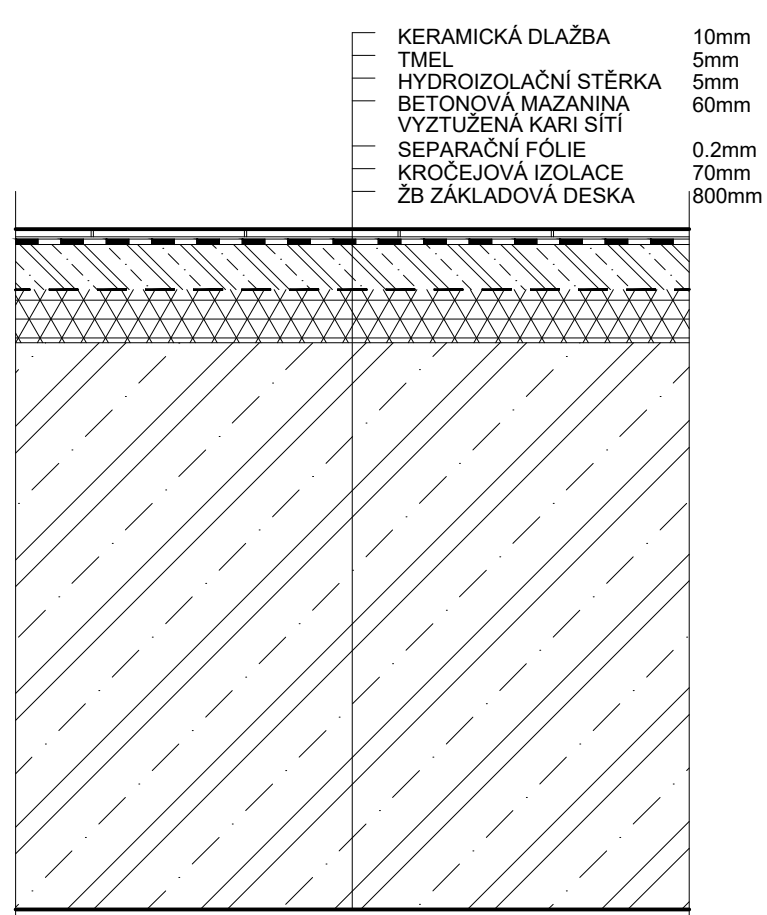 KERAMICKÁ DLAŽBA 10mm
TMEL 5mm
HYDROIZOLAČNÍ STĚRKA 5mm
BETONOVÁ MAZANINA 60mm
VYZTUŽENÁ KARI SÍTÍ
SEPARAČNÍ FÓLIE 0.2mm
KROČEJOVÁ IZOLACE 70mm
ŽB ZÁKLADOVÁ DESKA 800mm